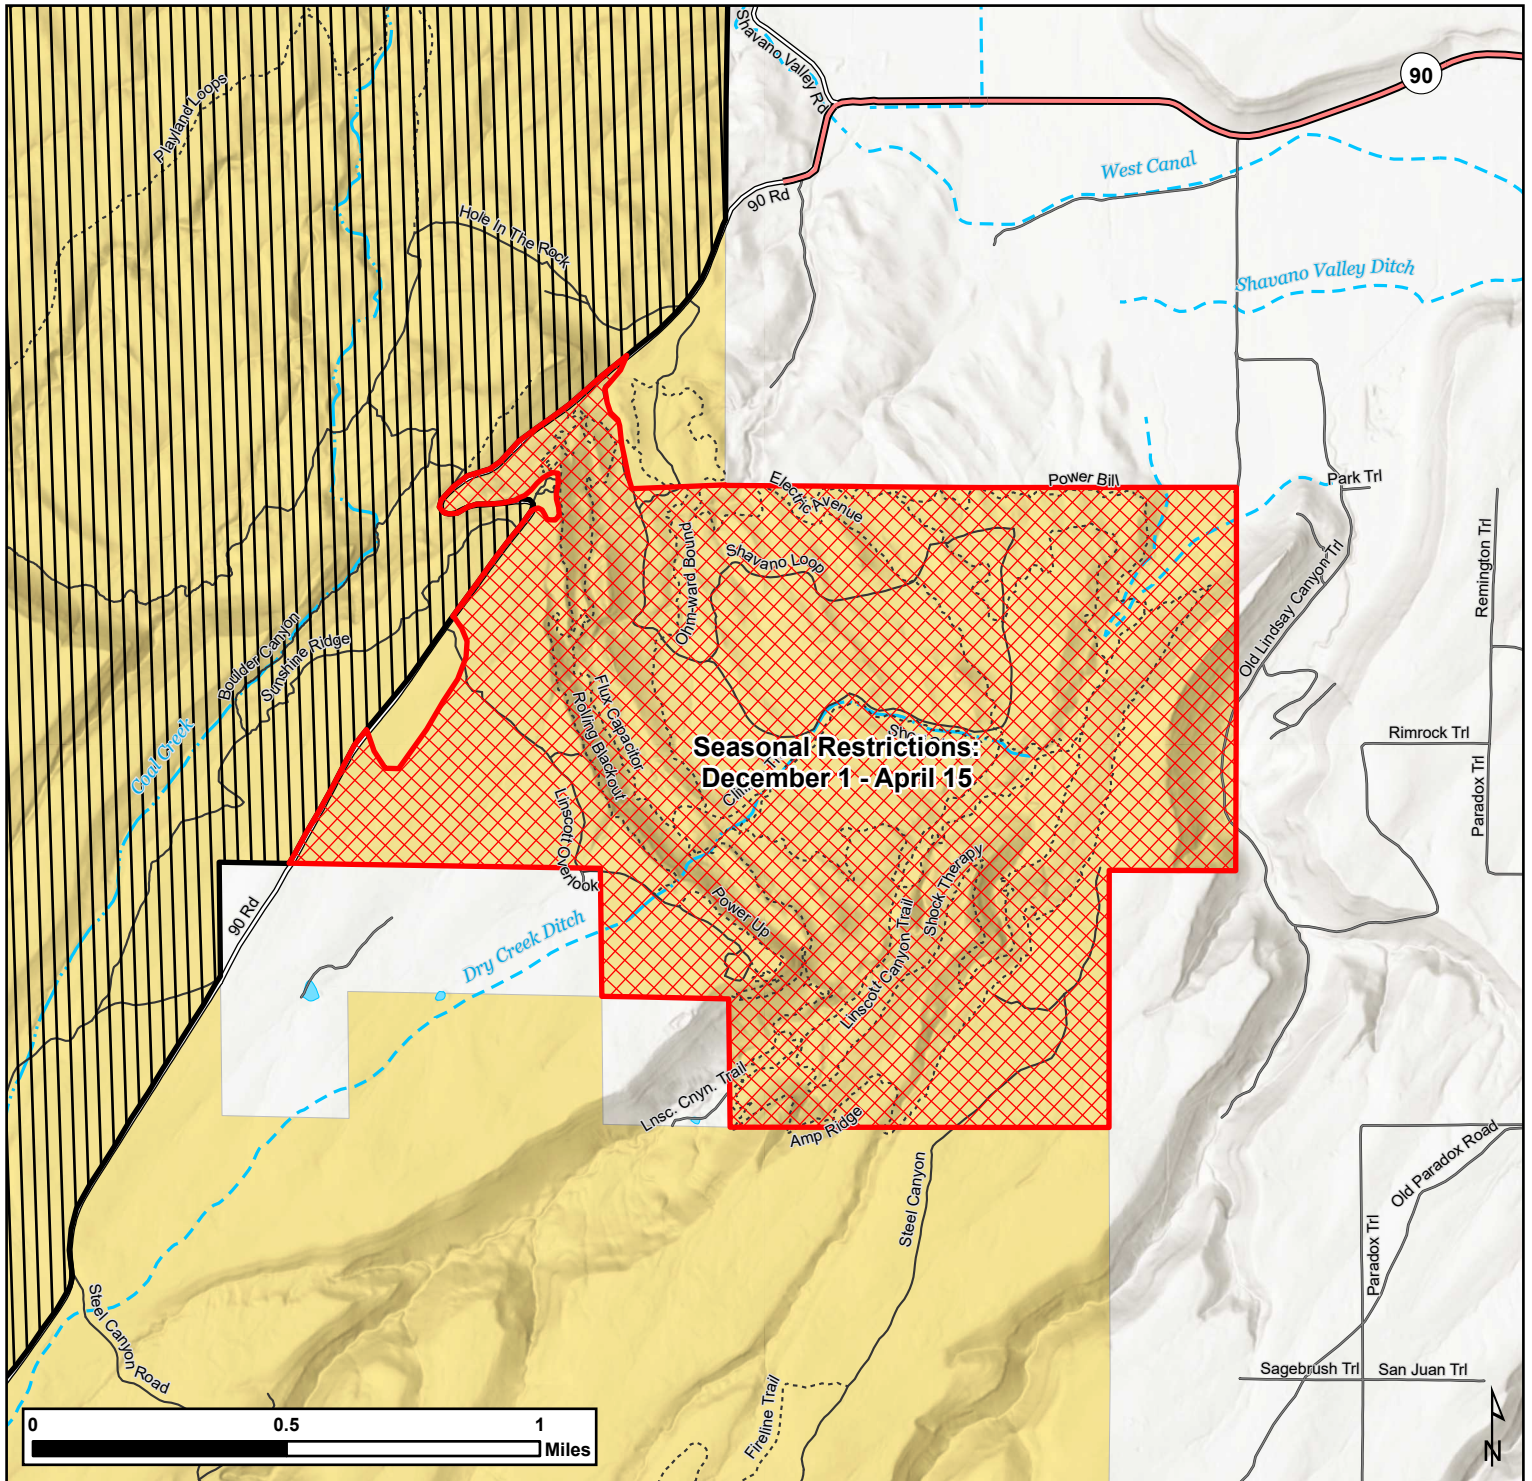 Shavano Valley Rd
90
Playland Loops
West Canal
90 Rd
Hole In The Rock
Shavano Valley Ditch
Park Trl
Power Bill
Electric Avenue
Ohm-ward Bound
Shavano Loop
Remington Trl
Old Lindsay Canyon Trl
Boulder Canyon
Sunshine Ridge
Coal Creek
Flux Capacitor
Rolling Blackout
Seasonal Restrictions:
December 1 - April 15
Rimrock Trl
Paradox Trl
Linscott Overlook
Power Up
Shock Therapy
Linscott Canyon Trail
90 Rd
Dry Creek Ditch
Lnsc. Cnyn. Trail
Amp Ridge
Steel Canyon
Old Paradox Road
Paradox Trl
Steel Canyon Road
Sagebrush Trl
San Juan Trl
Fireline Trail
0 0.5 1
Miles
N